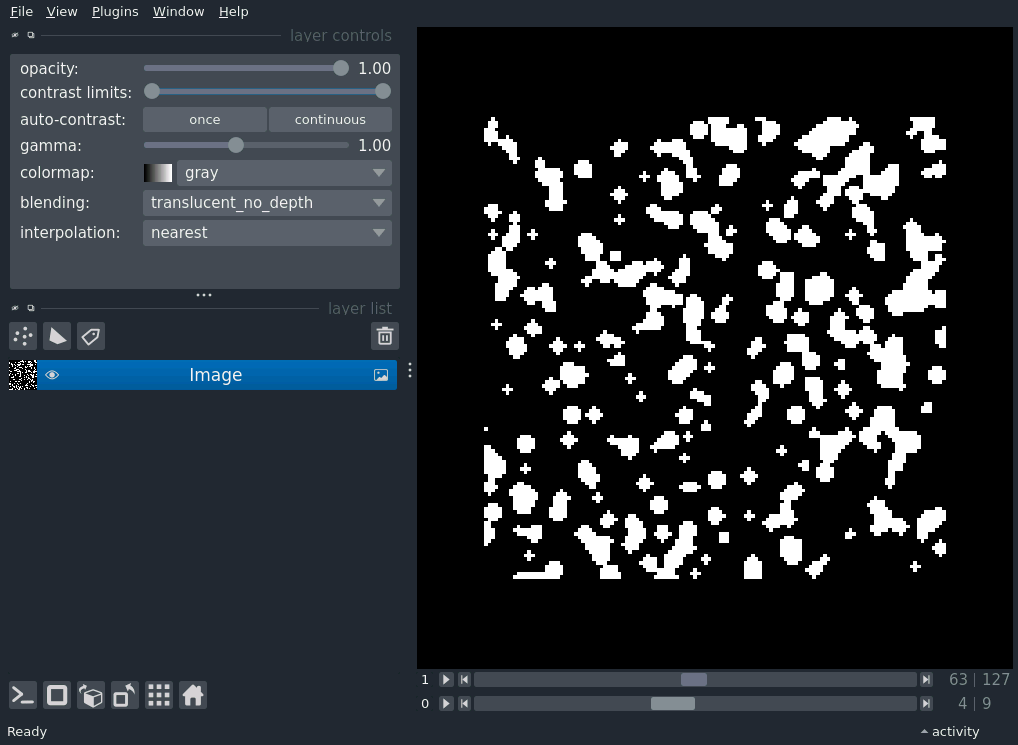 File View Plugins Window Help
layer controls
opacity: 1.00
contrast limits:
auto-contrast: once continuous
gamma: 1.00
colormap: gray
blending: translucent_no_depth
interpolation: nearest
layer list
Image
1 63 | 127
0 4 | 9
Ready activity